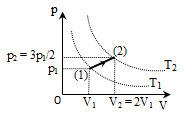 p
p₂ = 3p₁/2
(2)
p₁
(1)
T₂
T₁
0
V₁
V₂ = 2V₁
V